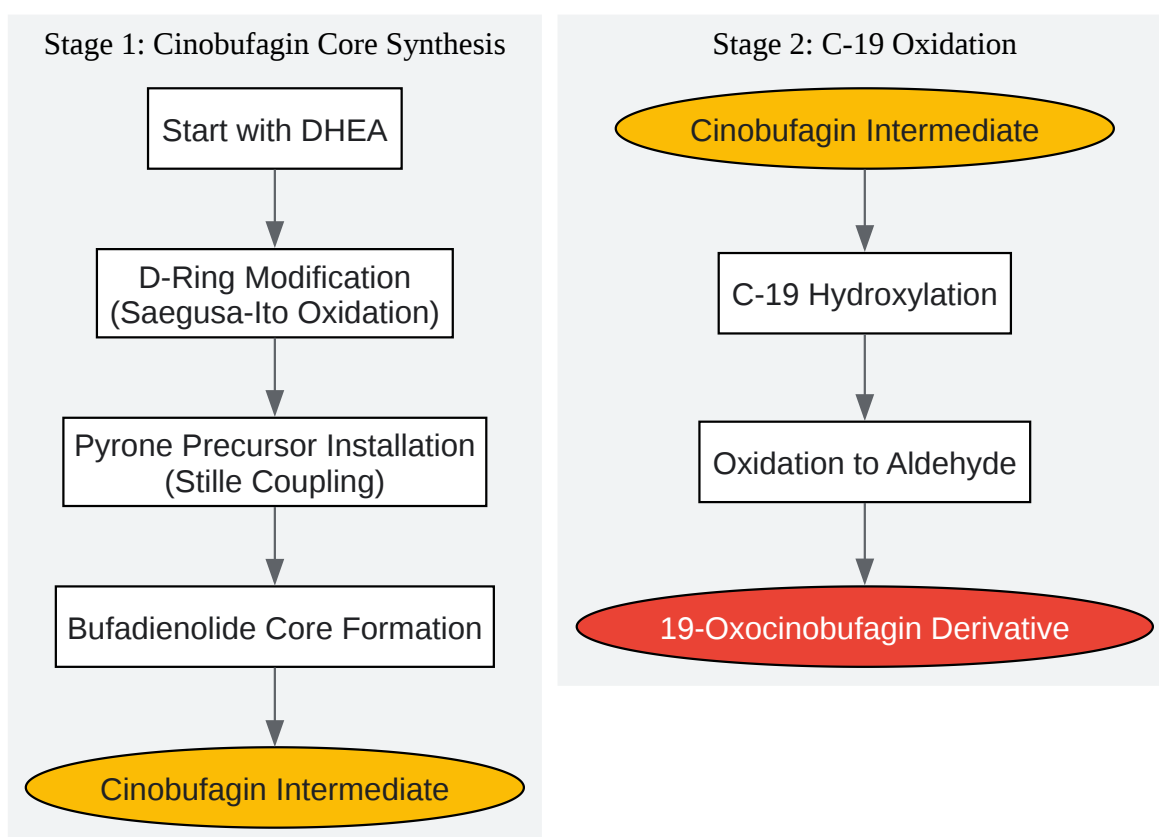 Stage 1: Cinobufagin Core Synthesis
Start with DHEA
D-Ring Modification
(Saegusa-Ito Oxidation)
Pyrone Precursor Installation
(Stille Coupling)
Bufadienolide Core Formation
Cinobufagin Intermediate
Stage 2: C-19 Oxidation
Cinobufagin Intermediate
C-19 Hydroxylation
Oxidation to Aldehyde
19-Oxocinobufagin Derivative